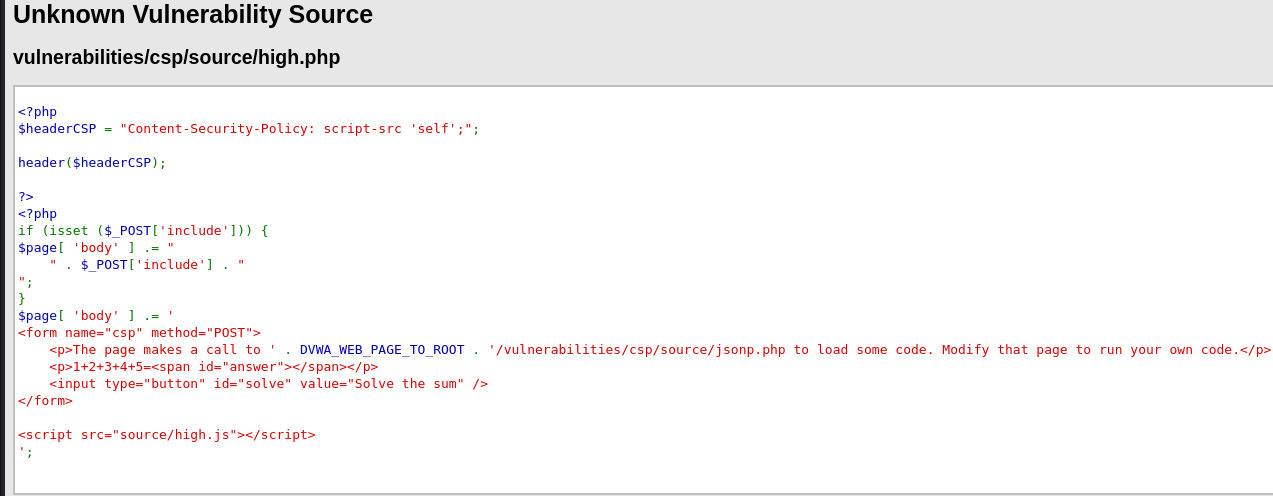 Unknown Vulnerability Source
vulnerabilities/csp/source/high.php
<?php
$headerCSP = "Content-Security-Policy: script-src 'self';";
header($headerCSP);
?>
<?php
if (isset ($_POST['include'])) {
$page[ 'body' ] .= "
    " . $_POST['include'] . "
";
}
$page[ 'body' ] .= '
<form name="csp" method="POST">
    <p>The page makes a call to ' . DVWA_WEB_PAGE_TO_ROOT . '/vulnerabilities/csp/source/jsonp.php to load some code. Modify that page to run your own code.</p>
    <p>1+2+3+4+5=<span id="answer"></span></p>
    <input type="button" id="solve" value="Solve the sum" />
</form>
<script src="source/high.js"></script>
';